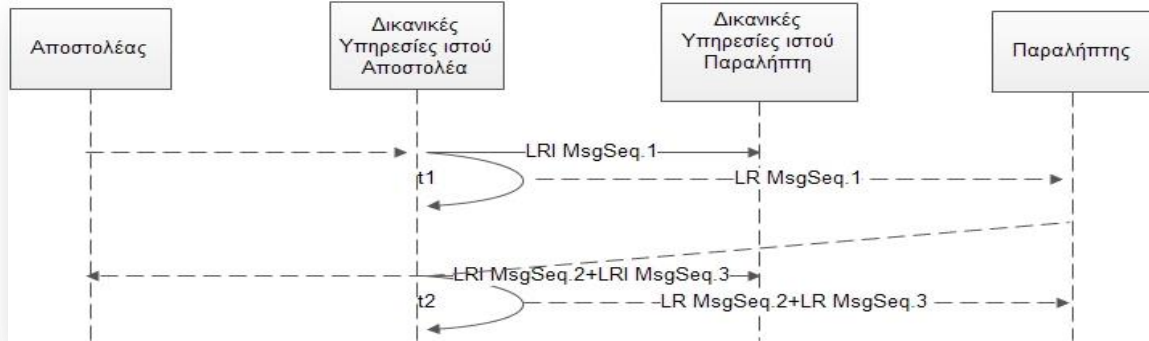 Αποστολέας
Δικανικές
Υπηρεσίες ιστού
Αποστολέα
Δικανικές
Υπηρεσίες ιστού
Παραλήπτη
Παραλήπτης
LRI MsgSeq.1
t1
LR MsgSeq.1
LRI MsgSeq.2+LRI MsgSeq.3
t2
LR MsgSeq.2+LR MsgSeq.3